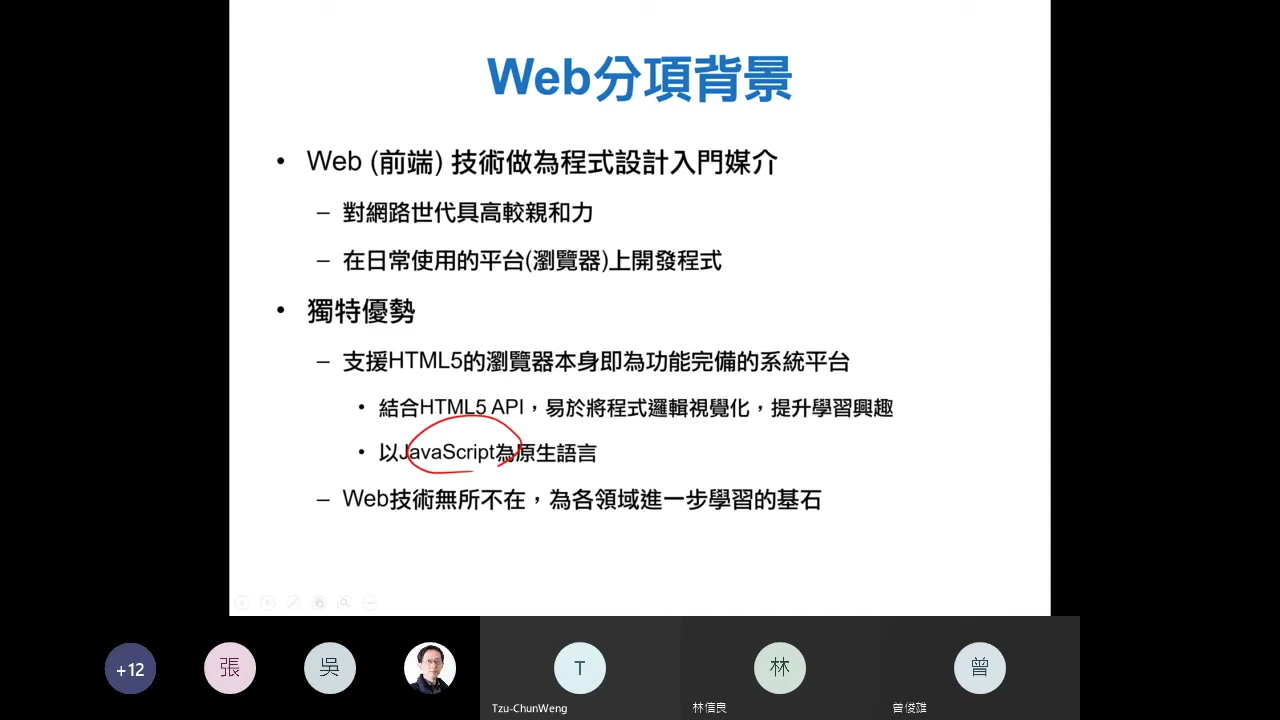 Web分項背景
• Web (前端) 技術做為程式設計入門媒介
– 對網路世代具高較親和力
– 在日常使用的平台(瀏覽器)上開發程式
• 獨特優勢
– 支援HTML5的瀏覽器本身即為功能完備的系統平台
• 結合HTML5 API，易於將程式邏輯視覺化，提升學習興趣
• 以JavaScript為原生語言
– Web技術無所不在，為各領域進一步學習的基石
+12
張
吳
T
林
曾
Tzu-ChunWeng
林信良
曾俊雄